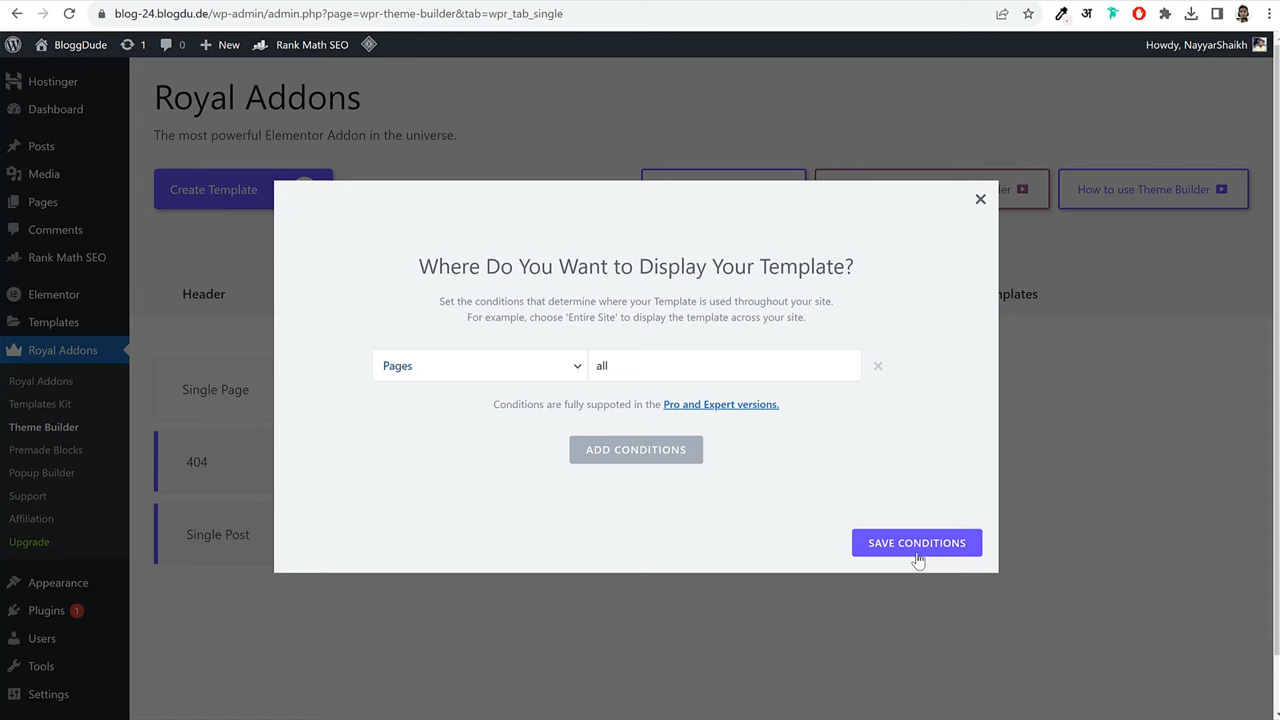 blog-24.blogdu.de/wp-admin/admin.php?page=wpr-theme-builder&tab=wpr_tab_single
अ
BloggDude
1
0
New
Rank Math SEO
Howdy, NayyarShaikh
Hostinger
Dashboard
Posts
Media
Pages
Comments
Rank Math SEO
Elementor
Templates
Royal Addons
Royal Addons
Templates Kit
Theme Builder
Premade Blocks
Popup Builder
Support
Affiliation
Upgrade
Appearance
Plugins 1
Users
Tools
Settings
Royal Addons
The most powerful Elementor Addon in the universe.
Create Template
How to use Theme Builder
Header
Single Page
404
Single Post
Where Do You Want to Display Your Template?
Set the conditions that determine where your Template is used throughout your site.
For example, choose 'Entire Site' to display the template across your site.
Pages
all
Conditions are fully suppoted in the Pro and Expert versions.
ADD CONDITIONS
SAVE CONDITIONS